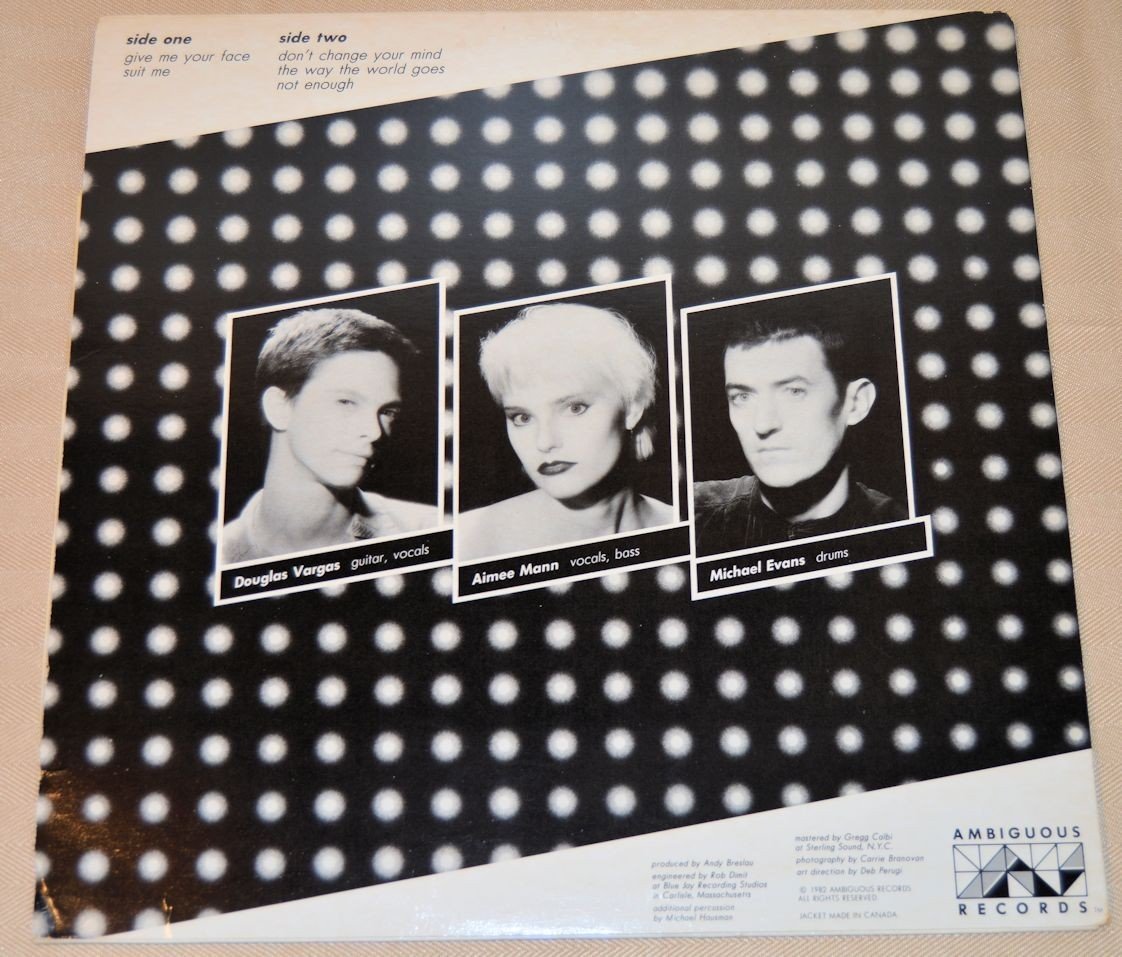 side one
give me your face
suit me
side two
don't change your mind
the way the world goes
not enough
Douglas Vargas guitar, vocals
Aimee Mann vocals, bass
Michael Evans drums
produced by Andy Breslau
engineered by Rob Dimit
at Blue Jay Recording Studios
in Carlisle, Massachusetts
additional percussion
by Michael Hausman
mastered by Gregg Calbi
at Sterling Sound, N.Y.C.
photography by Carrie Branovan
art direction by Deb Perugi
© 1982 AMBIGUOUS RECORDS
ALL RIGHTS RESERVED
JACKET MADE IN CANADA
AMBIGUOUS
RECORDS™